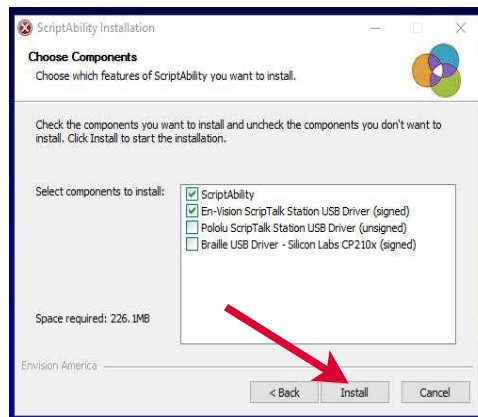 ScriptAbility Installation
Choose Components
Choose which features of ScriptAbility you want to install.
Check the components you want to install and uncheck the components you don't want to
install. Click Install to start the installation.
Select components to install:
ScriptAbility
En-Vision ScripTalk Station USB Driver (signed)
Pololu ScripTalk Station USB Driver (unsigned)
Braille USB Driver - Silicon Labs CP210x (signed)
Space required: 226.1MB
Envision America
< Back Install Cancel